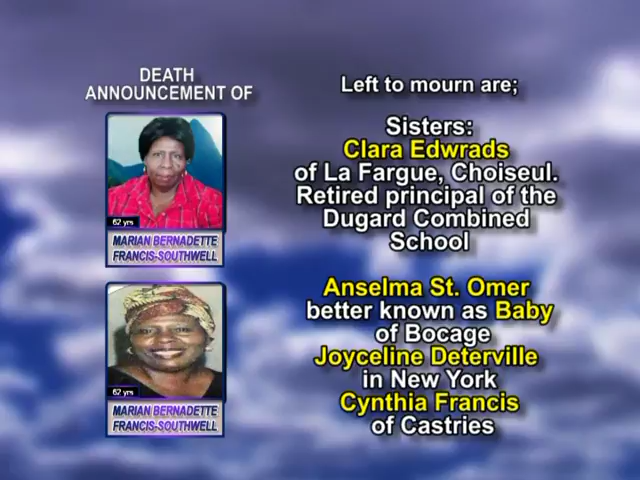 DEATH
ANNOUNCEMENT OF
62 yrs
MARIAN BERNADETTE
FRANCIS-SOUTHWELL
62 yrs
MARIAN BERNADETTE
FRANCIS-SOUTHWELL
Left to mourn are;
Sisters:
Clara Edwrads
of La Fargue, Choiseul.
Retired principal of the
Dugard Combined
School
Anselma St. Omer
better known as Baby
of Bocage
Joyceline Deterville
in New York
Cynthia Francis
of Castries